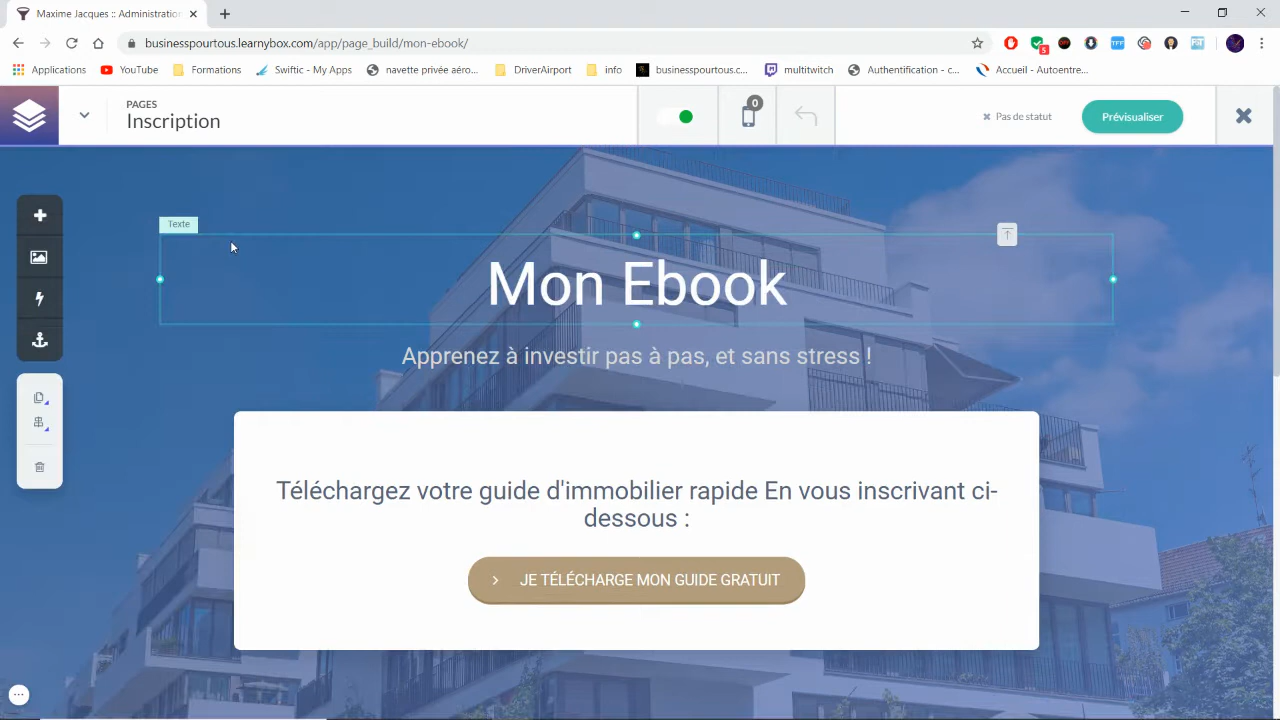 Maxime Jacques :: Administratio
businesspourtous.learnybox.com/app/page_build/mon-ebook/
5
Applications
YouTube
Formations
Swiftic - My Apps
navette privée aéro...
DriverAirport
info
businesspourtous.c...
multitwitch
Authentification - c...
Accueil - Autoentre...
PAGES
Inscription
0
Pas de statut
Prévisualiser
Texte
Mon Ebook
Apprenez à investir pas à pas, et sans stress !
Téléchargez votre guide d'immobilier rapide En vous inscrivant ci-
dessous :
JE TÉLÉCHARGE MON GUIDE GRATUIT